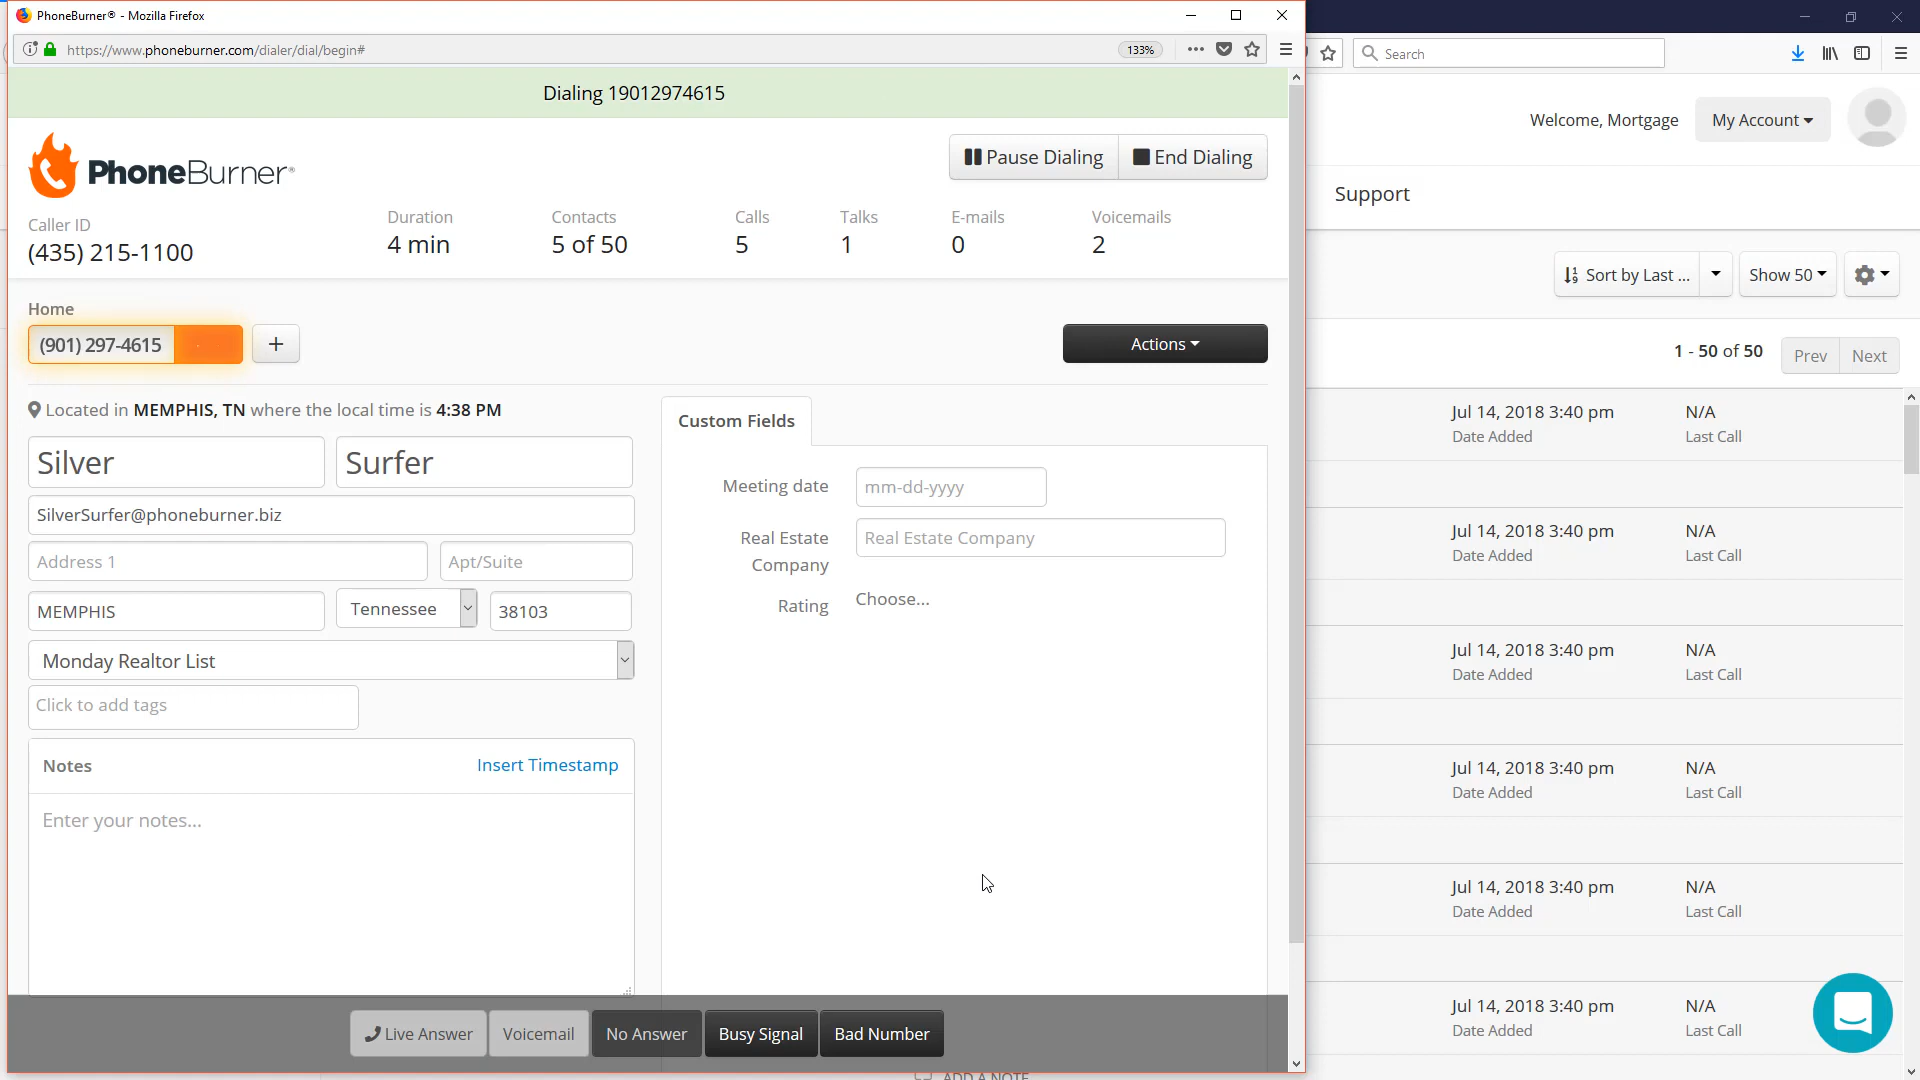 PhoneBurner® - Mozilla Firefox
https://www.phoneburner.com/dialer/dial/begin#
133%
Search
Dialing 19012974615
Welcome, Mortgage
My Account
PhoneBurner®
Pause Dialing
End Dialing
Support
Caller ID
(435) 215-1100
Duration
4 min
Contacts
5 of 50
Calls
5
Talks
1
E-mails
0
Voicemails
2
Sort by Last ...
Show 50
Home
(901) 297-4615
+
Actions
1 - 50 of 50
Prev
Next
Located in MEMPHIS, TN where the local time is 4:38 PM
Silver
Surfer
SilverSurfer@phoneburner.biz
Address 1
Apt/Suite
MEMPHIS
Tennessee
38103
Monday Realtor List
Click to add tags
Notes
Insert Timestamp
Enter your notes...
Custom Fields
Meeting date
mm-dd-yyyy
Real Estate
Company
Real Estate Company
Rating
Choose...
Jul 14, 2018 3:40 pm
Date Added
N/A
Last Call
Jul 14, 2018 3:40 pm
Date Added
N/A
Last Call
Jul 14, 2018 3:40 pm
Date Added
N/A
Last Call
Jul 14, 2018 3:40 pm
Date Added
N/A
Last Call
Jul 14, 2018 3:40 pm
Date Added
N/A
Last Call
Jul 14, 2018 3:40 pm
Date Added
N/A
Last Call
Live Answer
Voicemail
No Answer
Busy Signal
Bad Number
ADD A NOTE